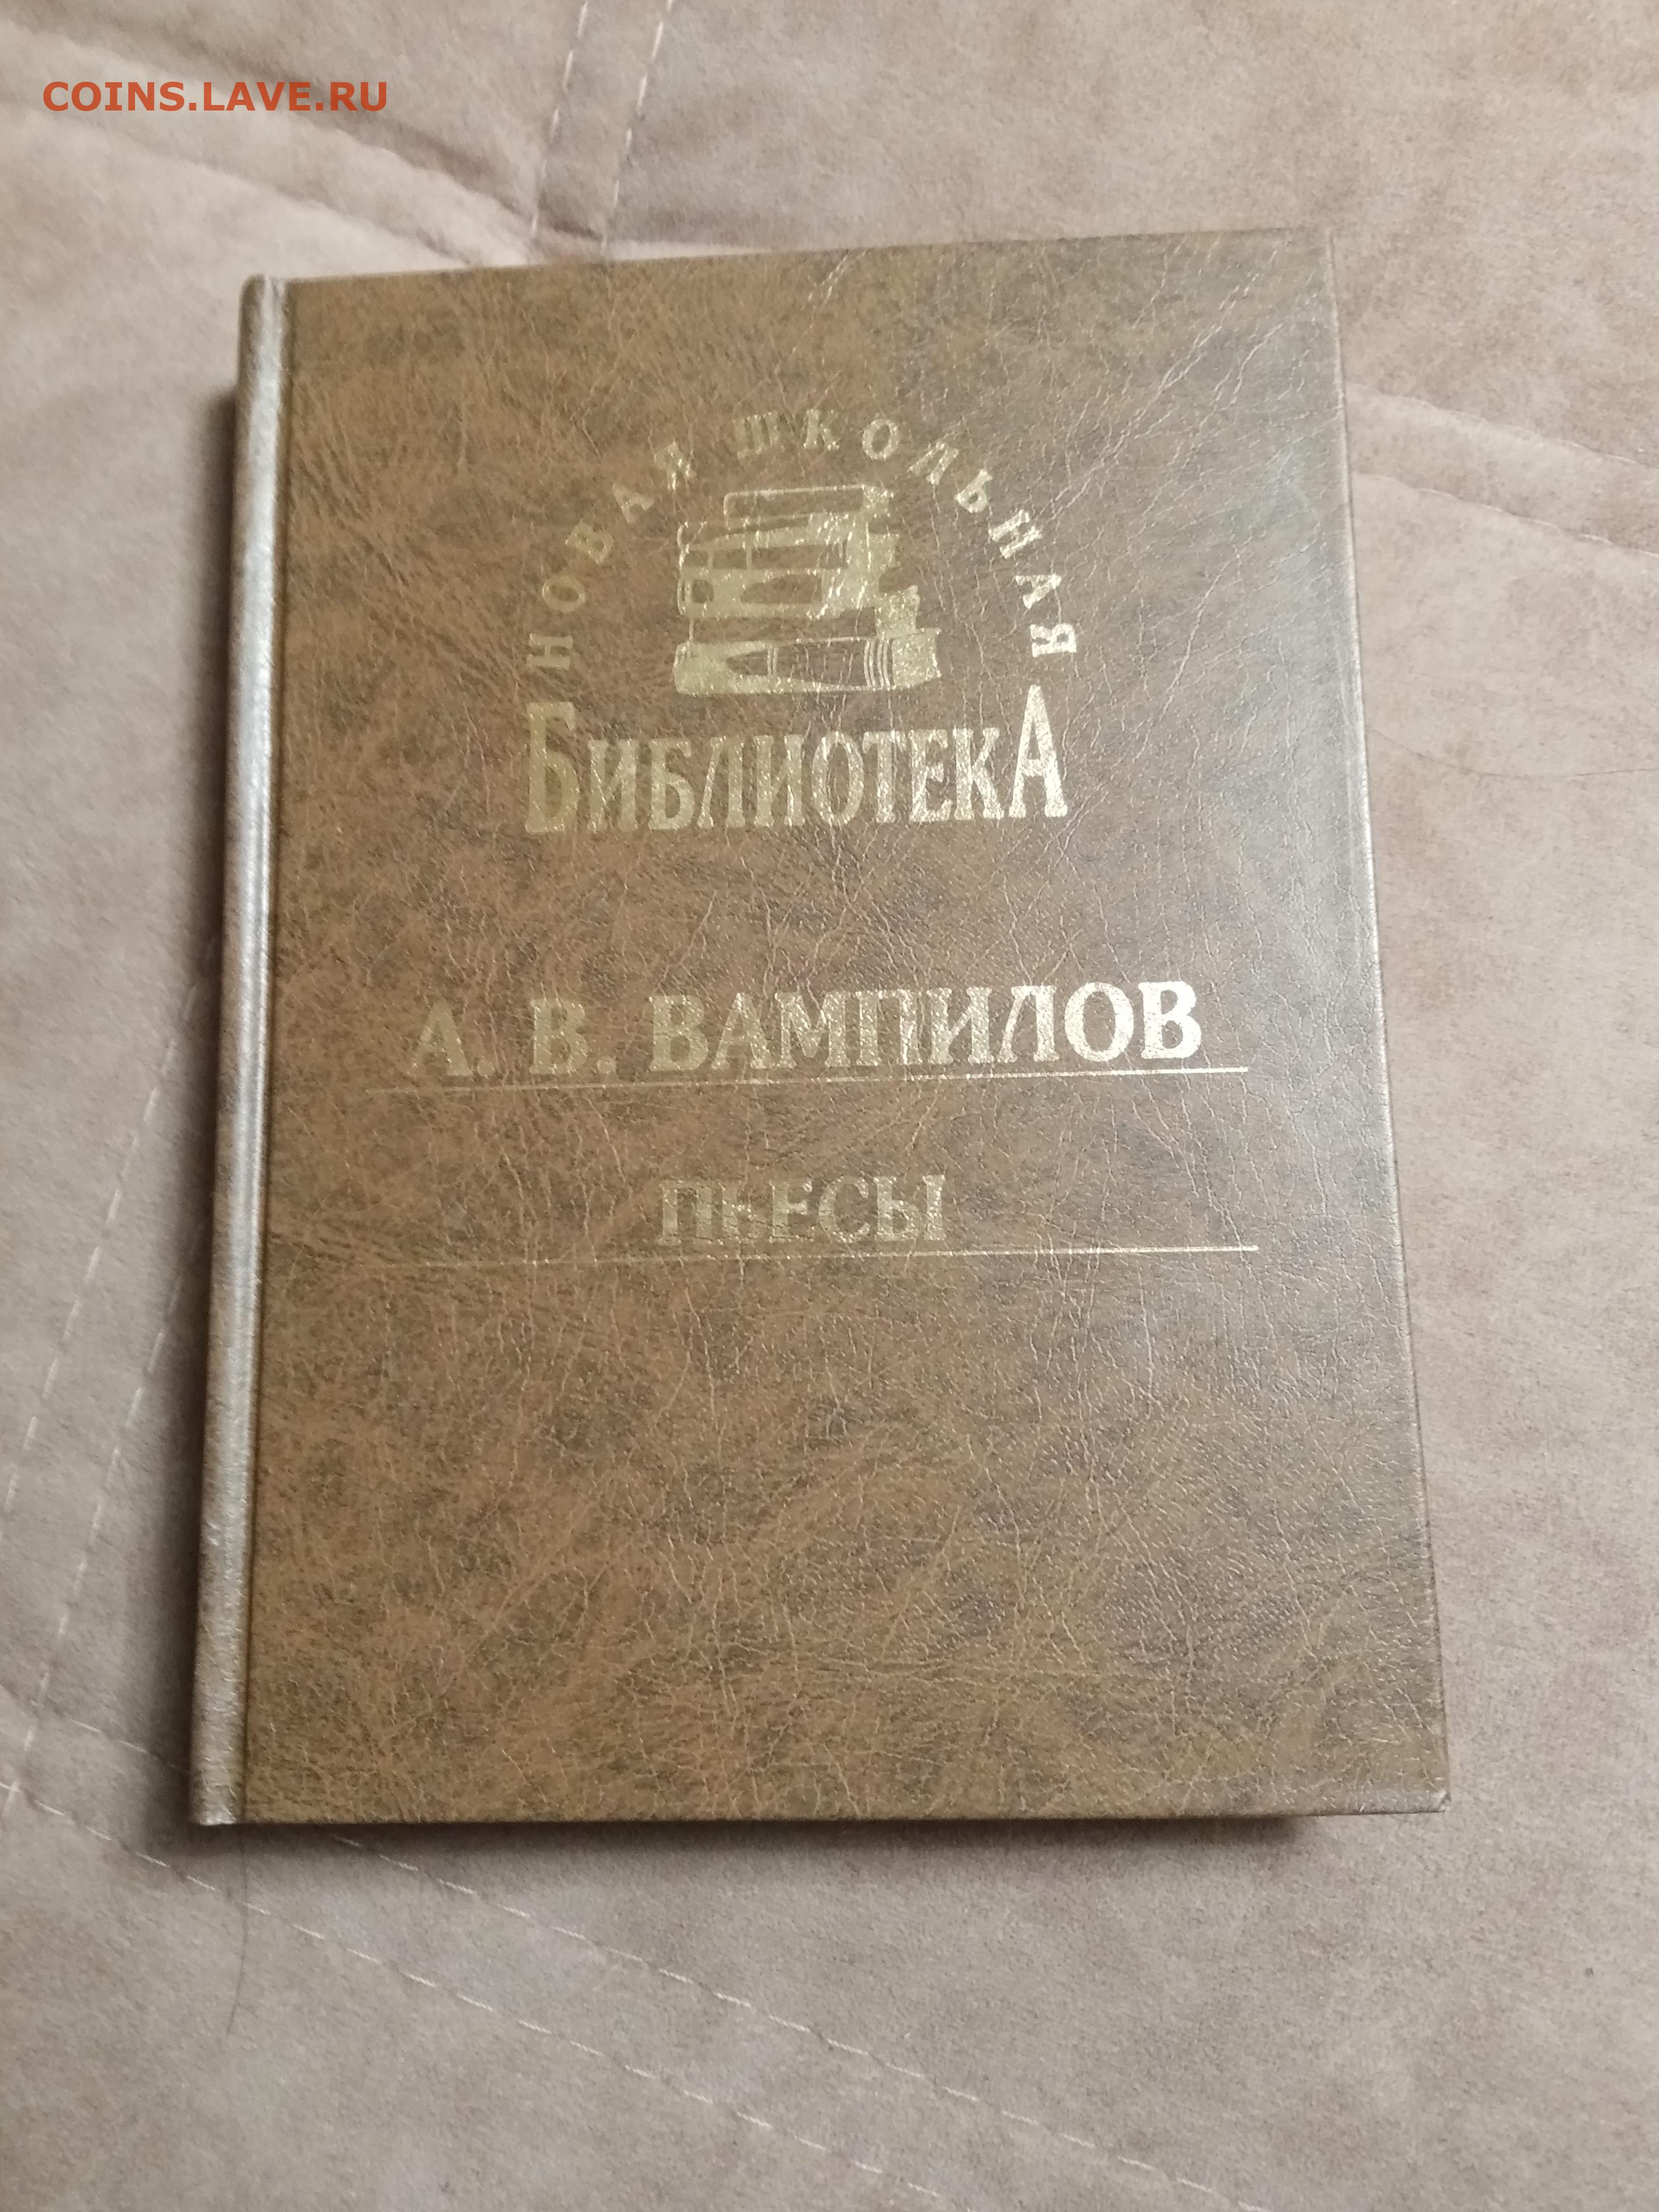 COINS.LAVE.RU
НОВАЯ ШКОЛЬНАЯ
БИБЛИОТЕКА
А. В. ВАМПИЛОВ
ПЬЕСЫ